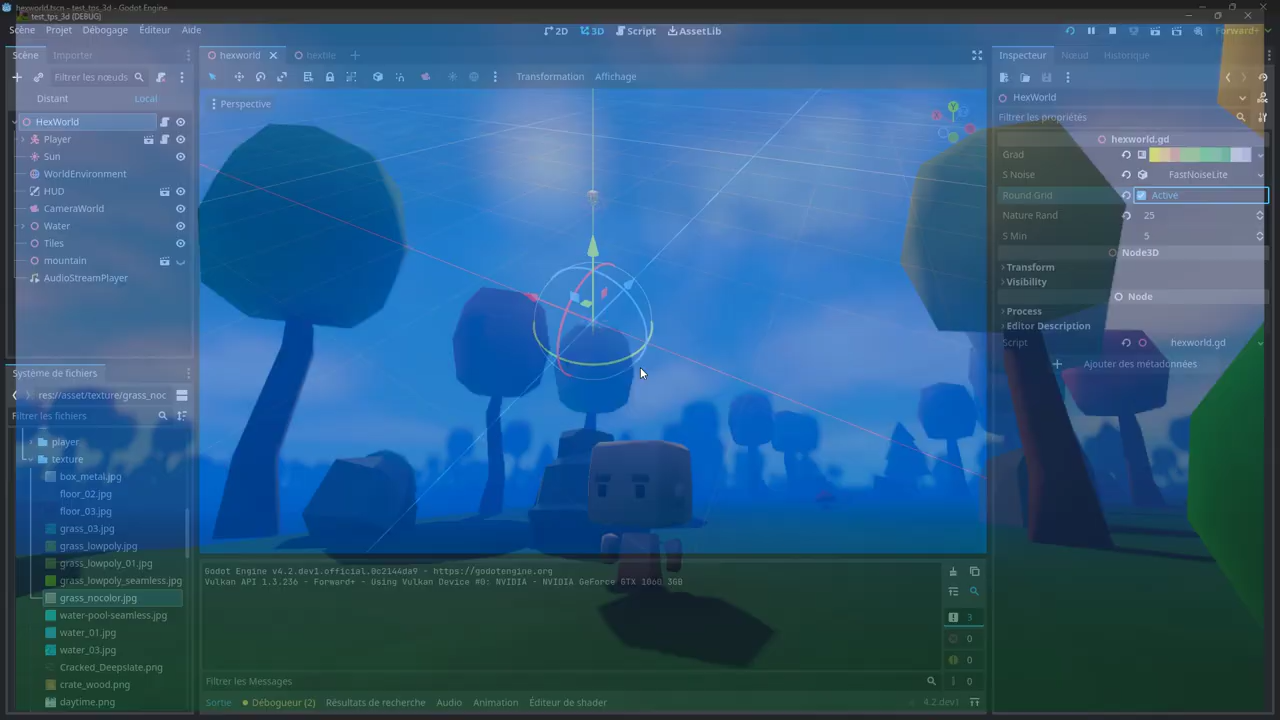 hexworld.tscn - test_tps_3d - Godot Engine
test_tps_3d (DEBUG)
Scène Projet Débogage Éditeur Aide
2D 3D Script AssetLib
Forward+
Scène Importer
hexworld hextile
Inspecteur Nœud Historique
Filtrer les nœuds
Transformation Affichage
Distant Local
Perspective
HexWorld
Filtrer les propriétés
HexWorld
Player
Sun
WorldEnvironment
HUD
CameraWorld
Water
Tiles
mountain
AudioStreamPlayer
Y
X
hexworld.gd
Grad
S Noise FastNoiseLite
Round Grid Activé
Nature Rand 25
S Min 5
Node3D
Transform
Visibility
Node
Process
Editor Description
Script hexworld.gd
Ajouter des métadonnées
Système de fichiers
res://asset/texture/grass_noc
Filtrer les fichiers
player
texture
box_metal.jpg
floor_02.jpg
floor_03.jpg
grass_03.jpg
grass_lowpoly.jpg
grass_lowpoly_01.jpg
grass_lowpoly_seamless.jpg
grass_nocolor.jpg
water-pool-seamless.jpg
water_01.jpg
water_03.jpg
Cracked_Deepslate.png
crate_wood.png
daytime.png
Godot Engine v4.2.dev1.official.0c2144da9 - https://godotengine.org
Vulkan API 1.3.236 - Forward+ - Using Vulkan Device #0: NVIDIA - NVIDIA GeForce GTX 1060 3GB
3
0
0
0
Filtrer les Messages
Sortie Débogueur (2) Résultats de recherche Audio Animation Éditeur de shader
4.2.dev1